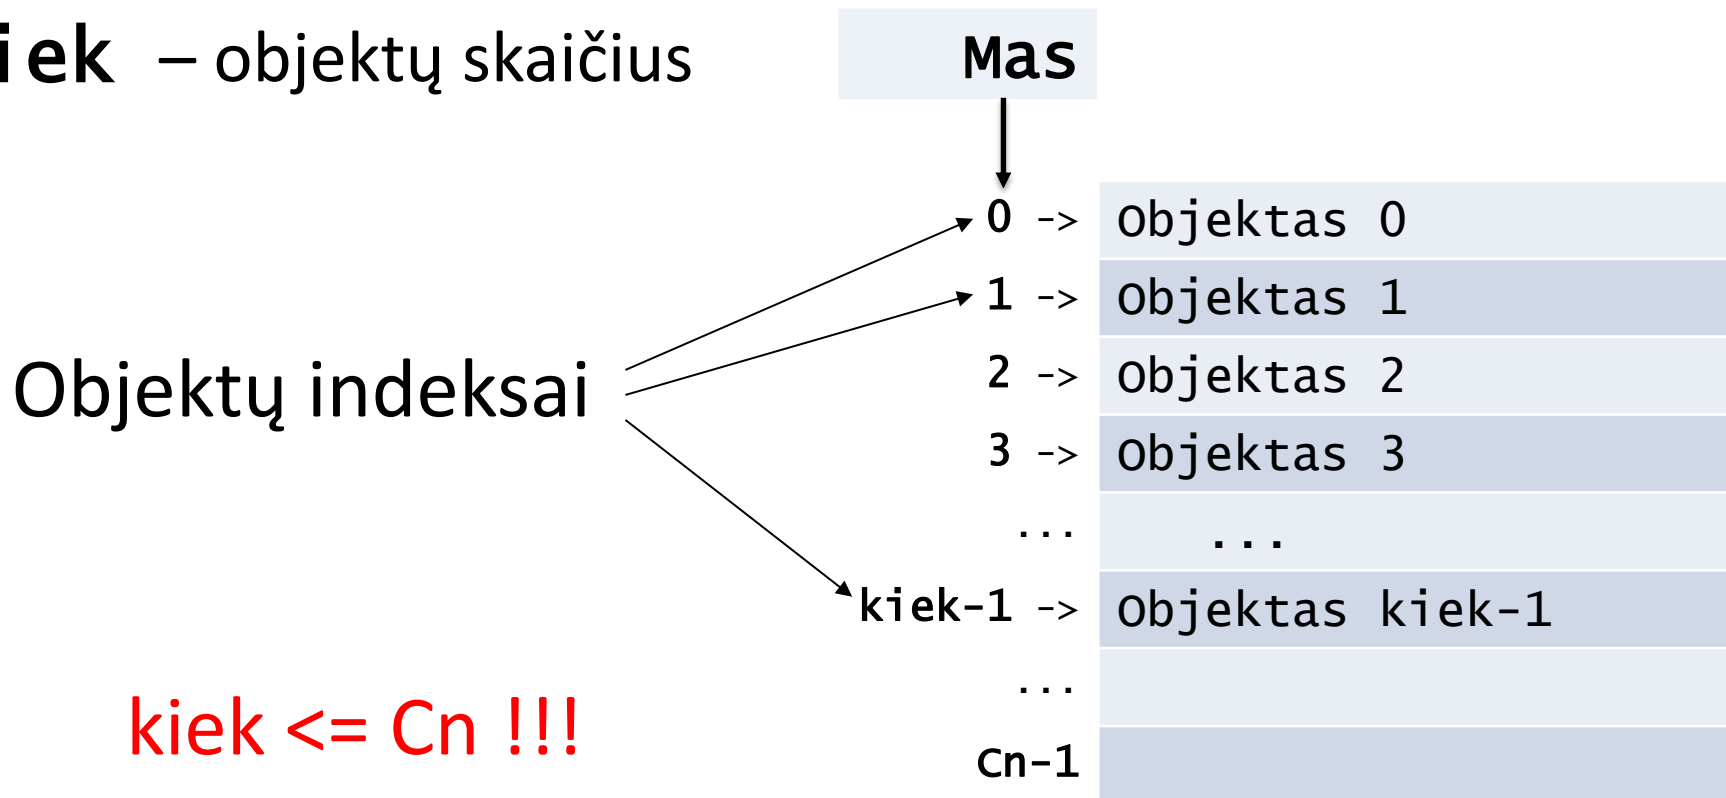 iek – objektų skaičius
Mas
0 -> Objektas 0
1 -> Objektas 1
Objektų indeksai
2 -> Objektas 2
3 -> Objektas 3
... ...
kiek-1 -> Objektas kiek-1
...
kiek <= Cn !!!
Cn-1